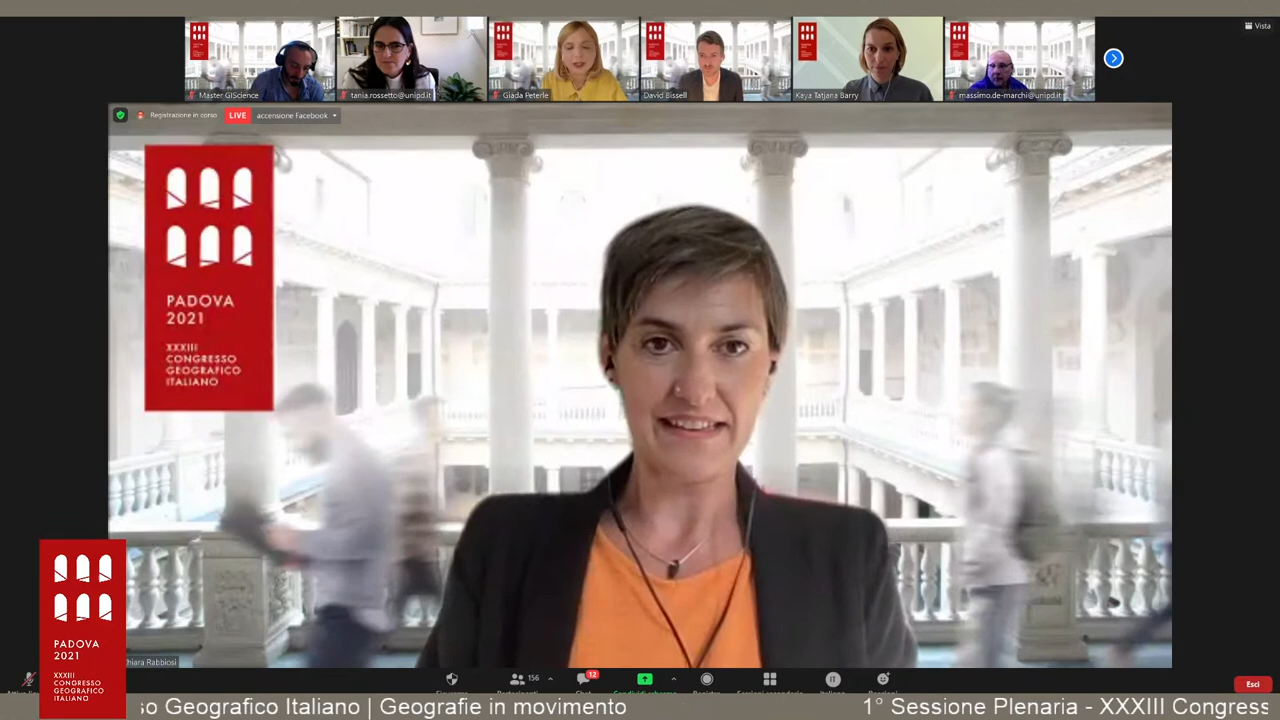 Vista
Master GIScience
tania.rossetto@unipd.it
Giada Peterle
David Bissell
Kaya Tatjana Barry
massimo.de-marchi@unipd.it
Registrazione in corso
LIVE
accensione Facebook
PADOVA
2021
XXXIII
CONGRESSO
GEOGRAFICO
ITALIANO
hiara Rabbiosi
156
12
IT
Esci
PADOVA
2021
XXXIII
CONGRESSO
GEOGRAFICO
ITALIANO
so Geografico Italiano | Geografie in movimento
1° Sessione Plenaria - XXXIII Congress